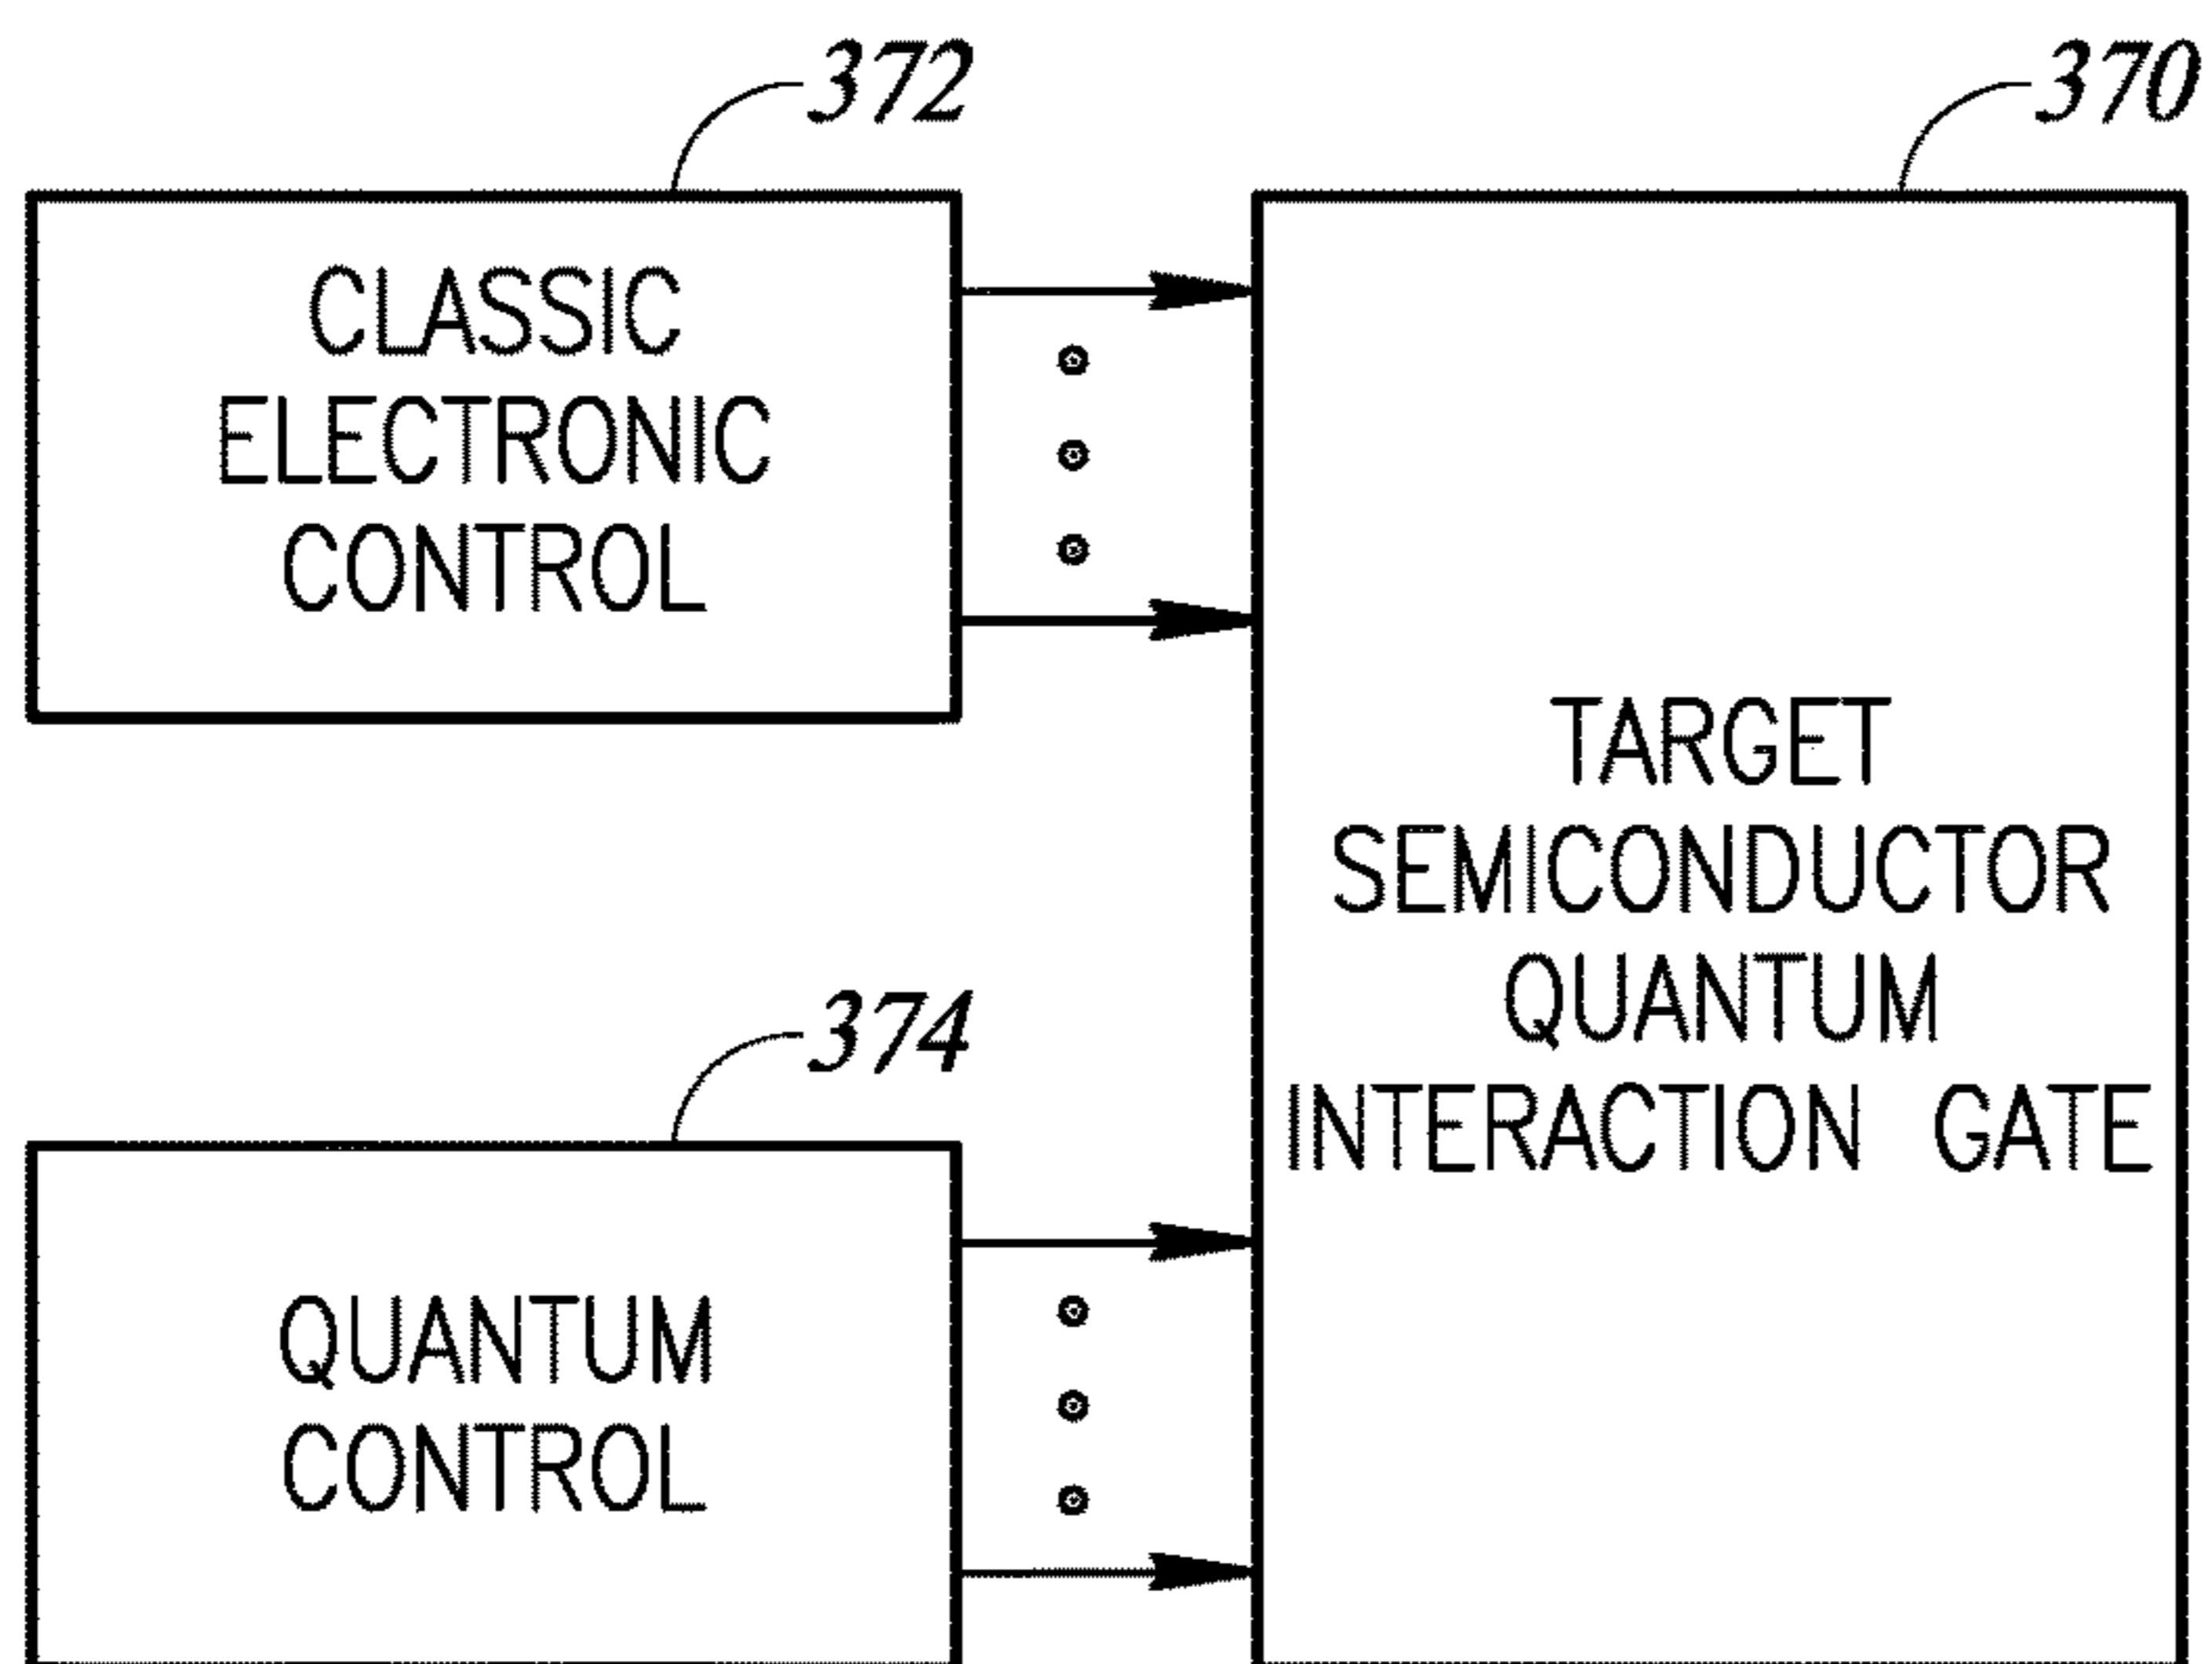 372
CLASSIC
ELECTRONIC
CONTROL
370
TARGET
SEMICONDUCTOR
QUANTUM
INTERACTION GATE
374
QUANTUM
CONTROL